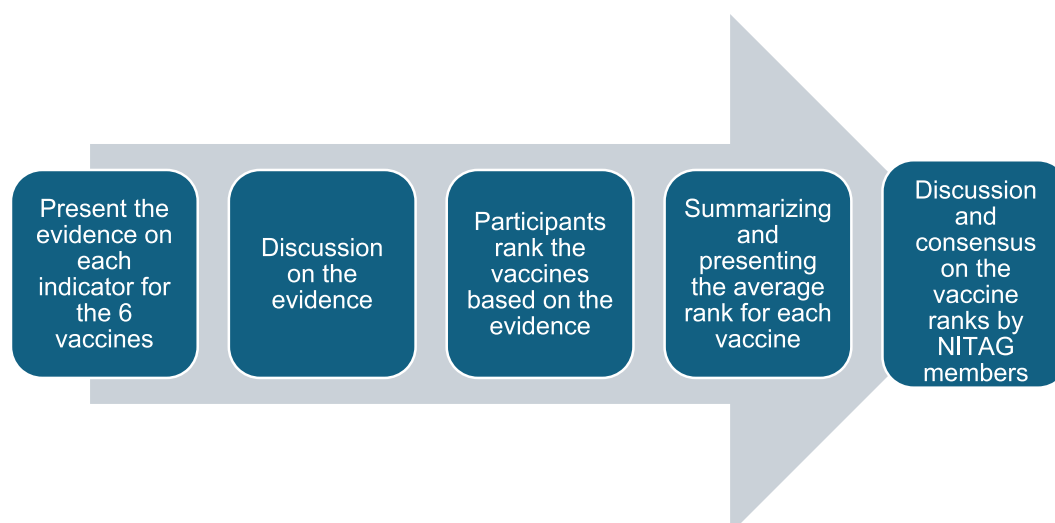 Present the
evidence on
each
indicator for
the 6
vaccines
Discussion
on the
evidence
Participants
rank the
vaccines
based on the
evidence
Summarizing
and
presenting
the average
rank for each
vaccine
Discussion
and
consensus
on the
vaccine
ranks by
NITAG
members